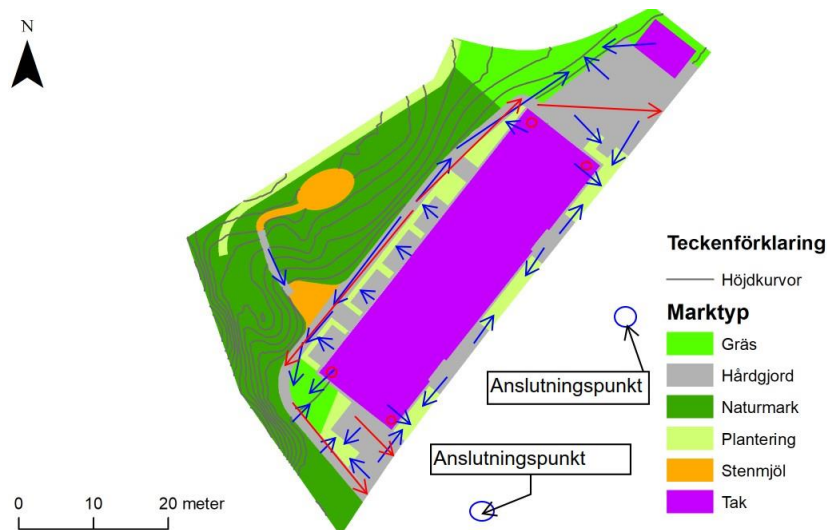 N
Teckenförklaring
Höjdkurvor
Marktyp
Gräs
Hårdgjord
Naturmark
Plantering
Stenmjöl
Tak
Anslutningspunkt
Anslutningspunkt
0 10 20 meter